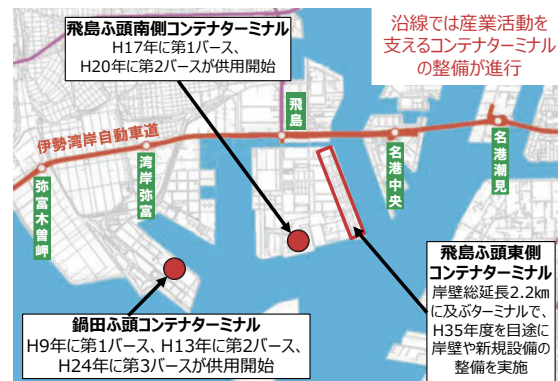 飛島ふ頭南側コンテナターミナル
H17年に第1バース、
H20年に第2バースが供用開始
沿線では産業活動を
支えるコンテナターミナル
の整備が進行
伊勢湾岸自動車道
弥富木曽岬
湾岸弥富
飛島
名港中央
名港潮見
鍋田ふ頭コンテナターミナル
H9年に第1バース、H13年に第2バース、
H24年に第3バースが供用開始
飛島ふ頭東側
コンテナターミナル
岸壁総延長2.2㎞
に及ぶターミナルで、
H35年度を目途に
岸壁や新規設備の
整備を実施